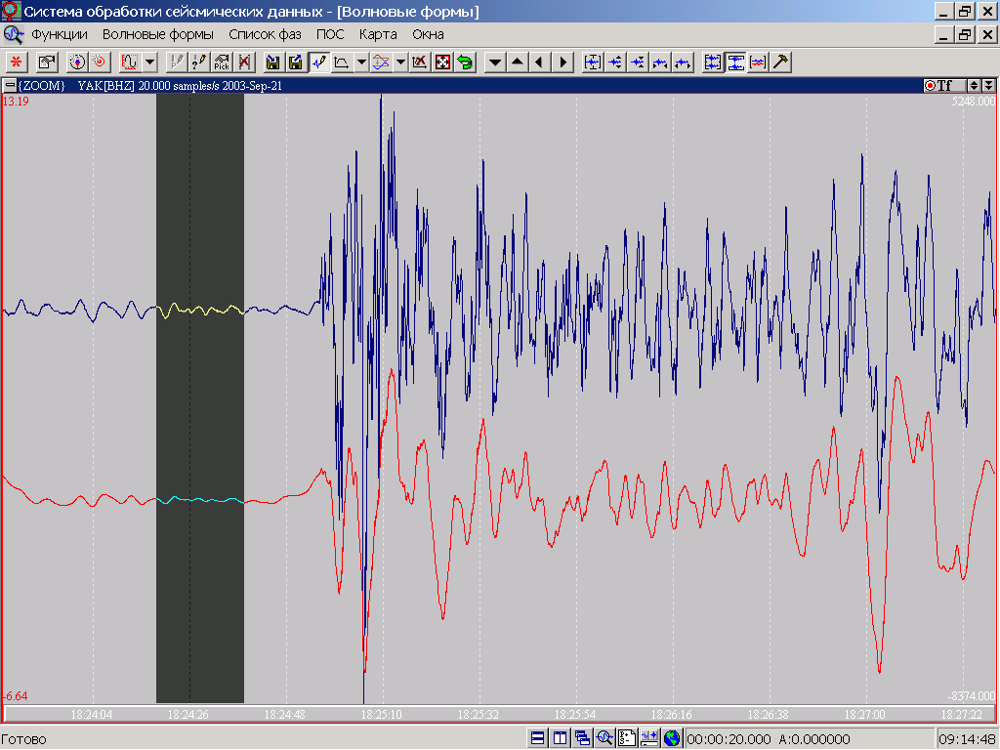 Система обработки сейсмических данных - [Волновые формы]
Функции Волновые формы Список фаз ПОС Карта Окна
Pick
{ZOOM} YAK[BHZ] 20.000 samples/s 2003-Sep-21 Tf
13.19 5248.000
-6.64 -8374.000
18:24:04 18:24:26 18:24:48 18:25:10 18:25:32 18:25:54 18:26:16 18:26:38 18:27:00 18:27:22
Готово 00:00:20.000 A:0.000000 09:14:48